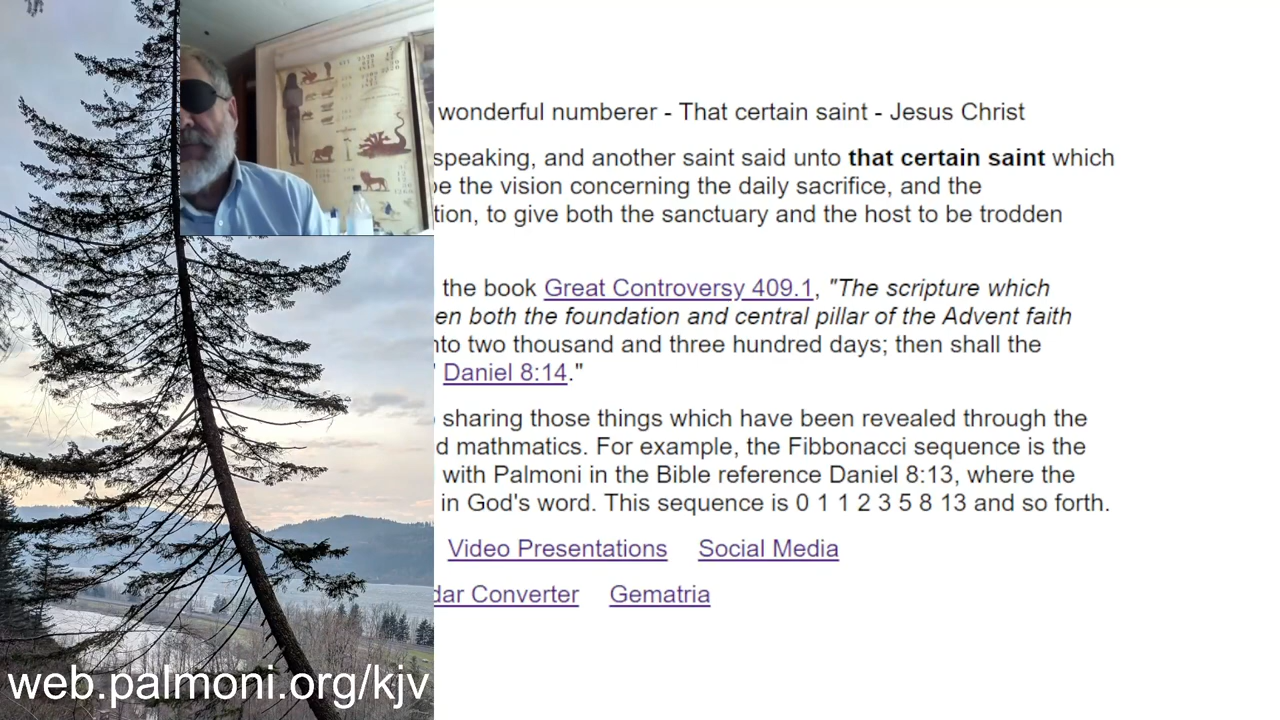 wonderful numberer - That certain saint - Jesus Christ
speaking, and another saint said unto that certain saint which
be the vision concerning the daily sacrifice, and the
tion, to give both the sanctuary and the host to be trodden
the book Great Controversy 409.1, "The scripture which
en both the foundation and central pillar of the Advent faith
nto two thousand and three hundred days; then shall the
Daniel 8:14."
sharing those things which have been revealed through the
d mathmatics. For example, the Fibbonacci sequence is the
with Palmoni in the Bible reference Daniel 8:13, where the
in God's word. This sequence is 0 1 1 2 3 5 8 13 and so forth.
Video Presentations Social Media
dar Converter Gematria
web.palmoni.org/kjv